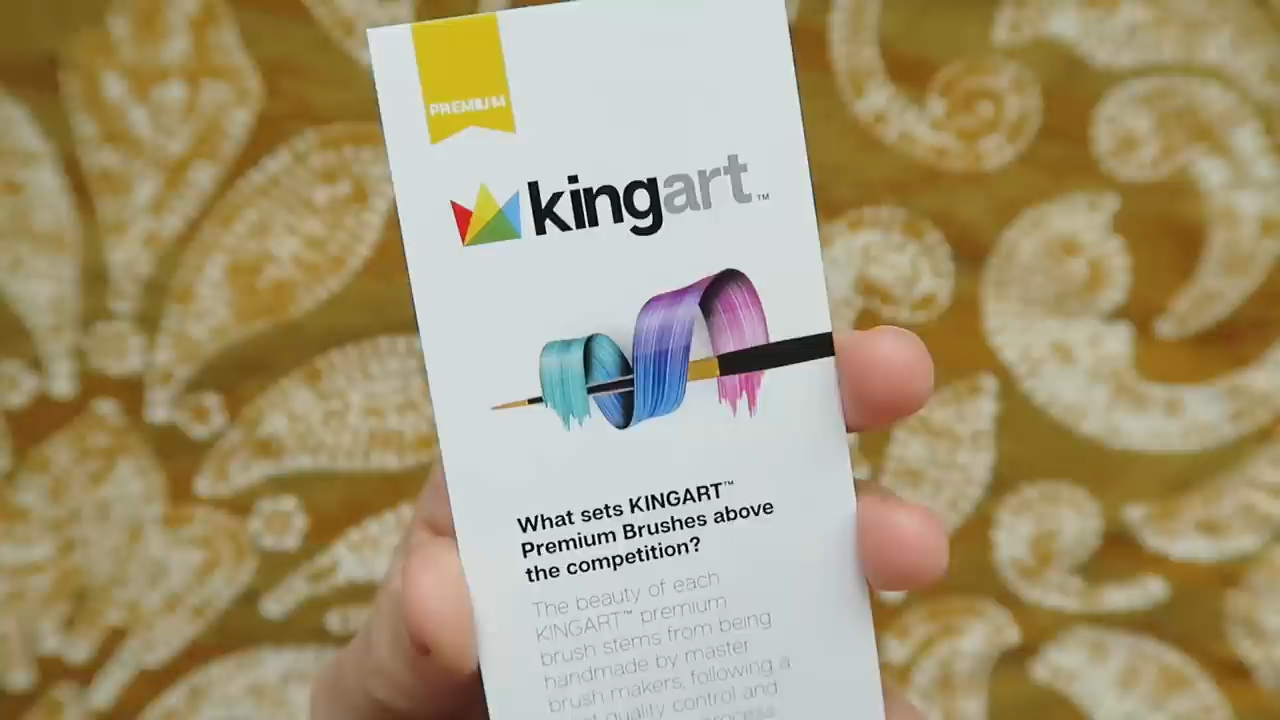 PREMIUM
kingart™
What sets KINGART™
Premium Brushes above
the competition?
The beauty of each
KINGART™ premium
brush stems from being
handmade by master
brush makers, following a
quality control and
process